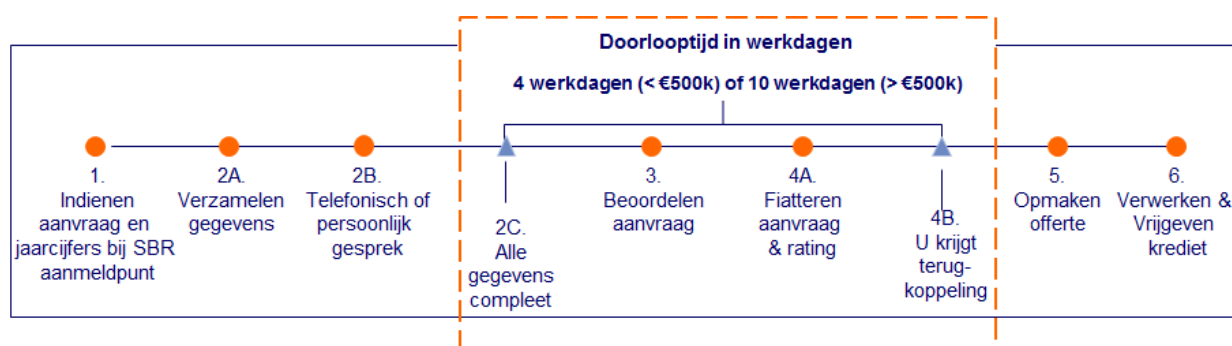 Doorlooptijd in werkdagen
4 werkdagen (< €500k) of 10 werkdagen (> €500k)
1.
Indienen
aanvraag en
jaarcijfers bij SBR
aanmeldpunt
2A.
Verzamelen
gegevens
2B.
Telefonisch of
persoonlijk
gesprek
2C.
Alle
gegevens
compleet
3.
Beoordelen
aanvraag
4A.
Fiatteren
aanvraag
& rating
4B.
U krijgt
terug-
koppeling
5.
Opmaken
offerte
6.
Verwerken &
Vrijgeven
krediet